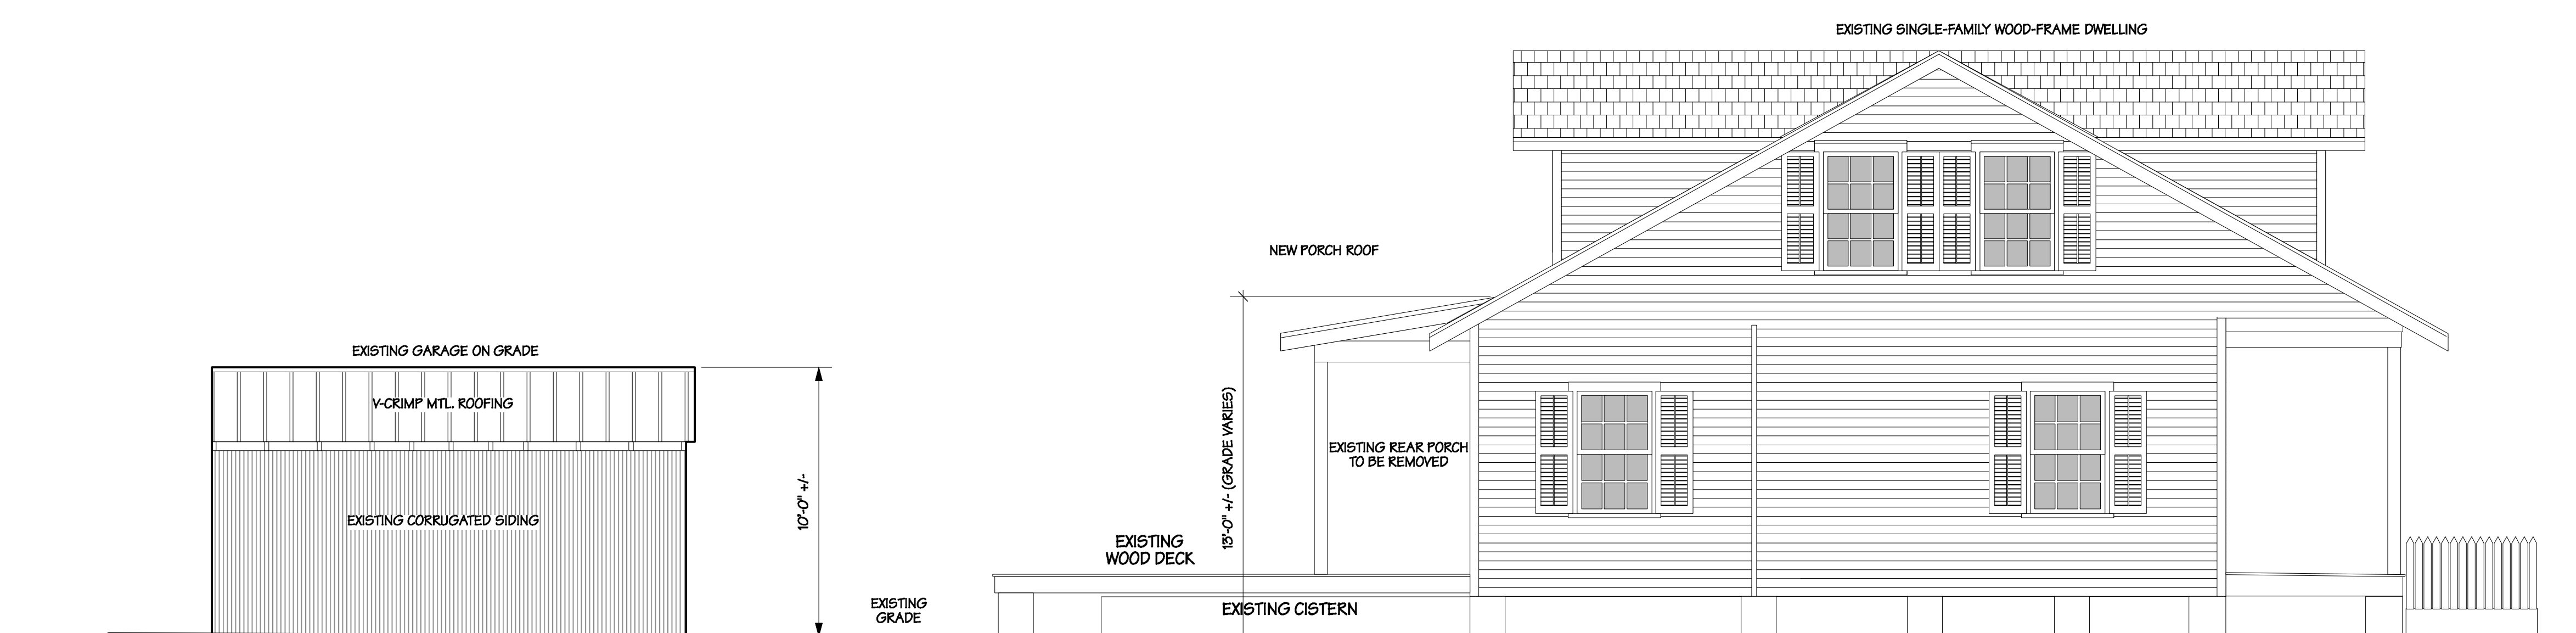 EXISTING SINGLE-FAMILY WOOD-FRAME DWELLING
NEW PORCH ROOF
EXISTING GARAGE ON GRADE
V-CRIMP MTL. ROOFING
EXISTING CORRUGATED SIDING
10'-0" +/-
EXISTING
GRADE
EXISTING
WOOD DECK
13'-0" +/- (GRADE VARIES)
EXISTING REAR PORCH
TO BE REMOVED
EXISTING CISTERN